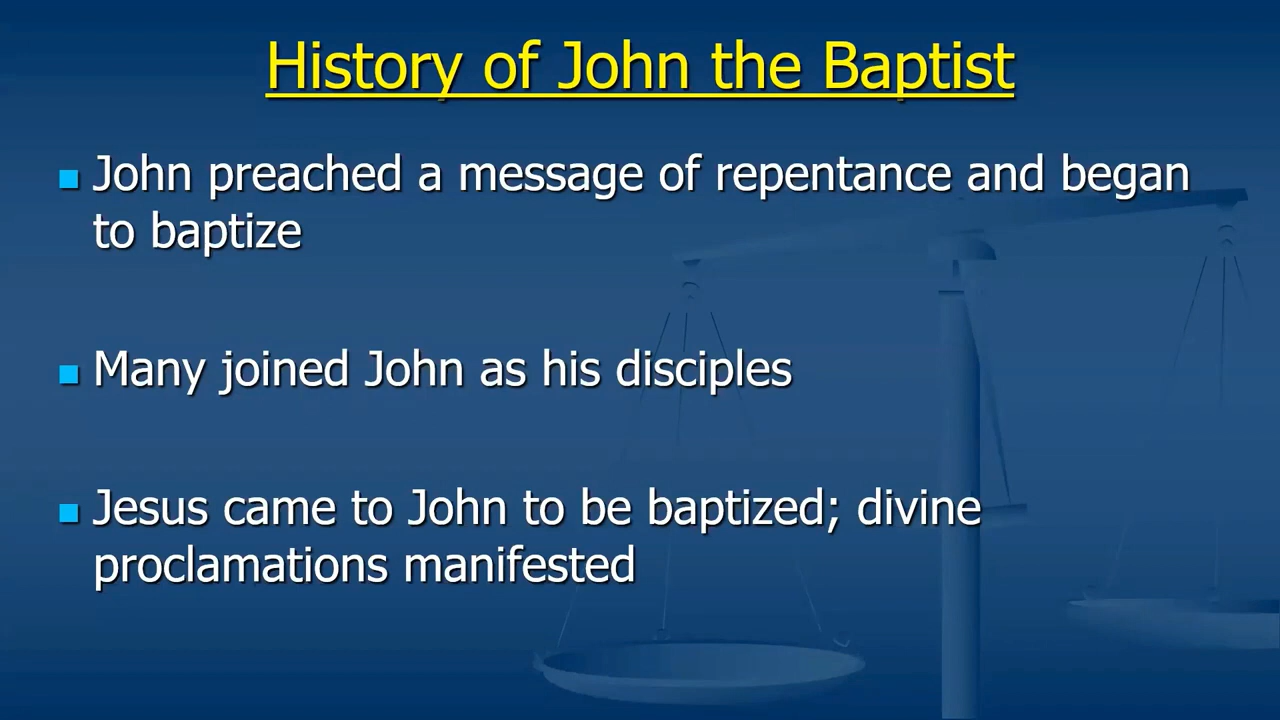 History of John the Baptist
John preached a message of repentance and began
to baptize
Many joined John as his disciples
Jesus came to John to be baptized; divine
proclamations manifested